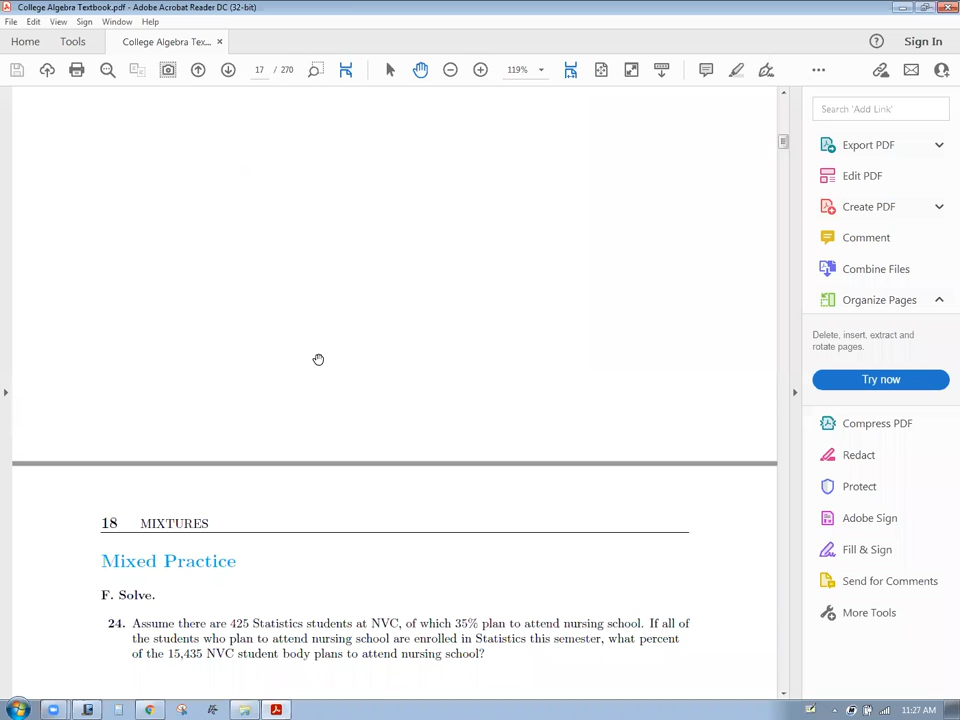 College Algebra Textbook.pdf - Adobe Acrobat Reader DC (32-bit)
File Edit View Sign Window Help
Home Tools College Algebra Tex... × Sign In
17 / 270 119%
Search 'Add Link'
Export PDF
Edit PDF
Create PDF
Comment
Combine Files
Organize Pages
Delete, insert, extract and
rotate pages.
Try now
Compress PDF
Redact
Protect
Adobe Sign
Fill & Sign
Send for Comments
More Tools
18 MIXTURES
Mixed Practice
F. Solve.
24. Assume there are 425 Statistics students at NVC, of which 35% plan to attend nursing school. If all of
the students who plan to attend nursing school are enrolled in Statistics this semester, what percent
of the 15,435 NVC student body plans to attend nursing school?
11:27 AM